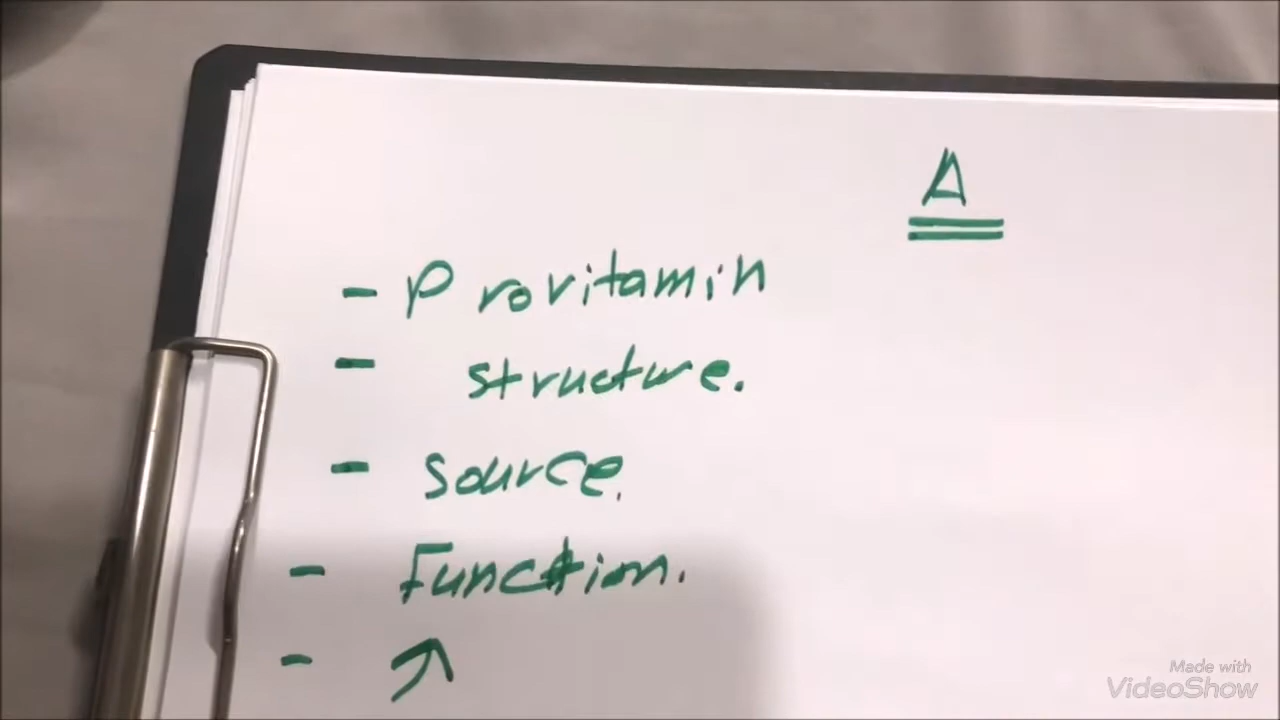 A
- Provitamin
- structure.
- source.
- Function.
- ↗
Made with
VideoShow